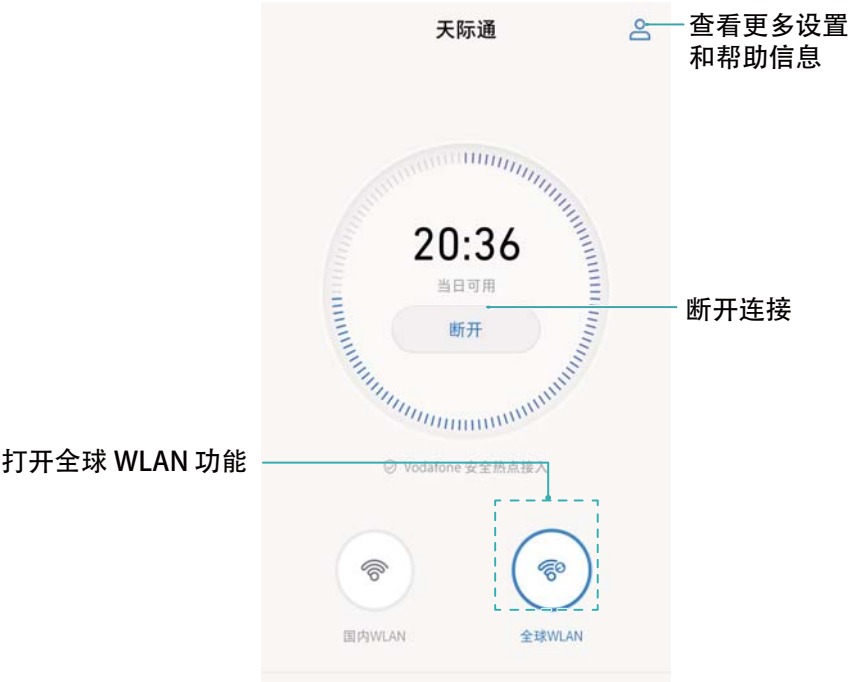 天际通
查看更多设置
和帮助信息
20:36
当日可用
断开
断开连接
打开全球 WLAN 功能
Vodafone 安全热点接入
国内WLAN
全球WLAN